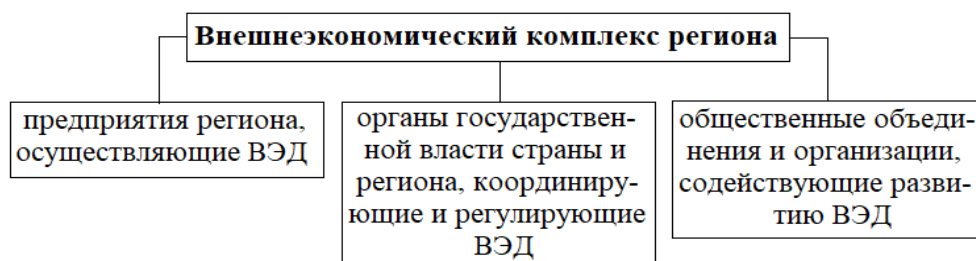 Внешнеэкономический комплекс региона
предприятия региона,
осуществляющие ВЭД
органы государствен-
ной власти страны и
региона, координирую-
ющие и регулирующие
ВЭД
общественные объеди-
нения и организации,
содействующие разви-
тию ВЭД